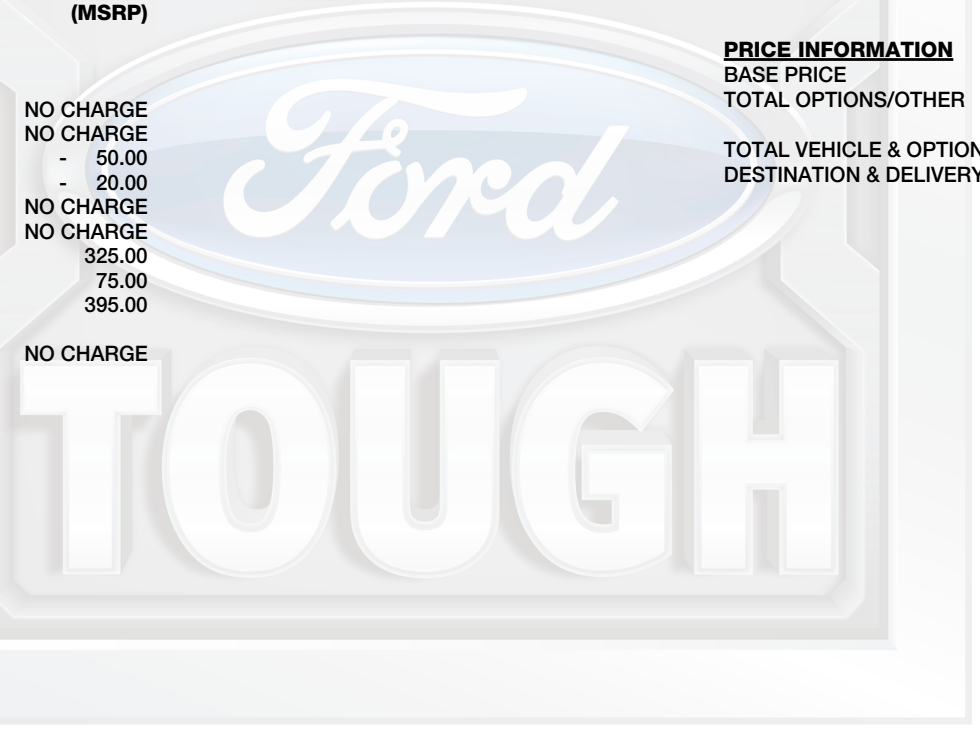 (MSRP)
NO CHARGE
NO CHARGE
- 50.00
- 20.00
NO CHARGE
NO CHARGE
325.00
75.00
395.00
NO CHARGE
PRICE INFORMATION
BASE PRICE
TOTAL OPTIONS/OTHER
TOTAL VEHICLE & OPTION
DESTINATION & DELIVERY
Ford
TOUGH